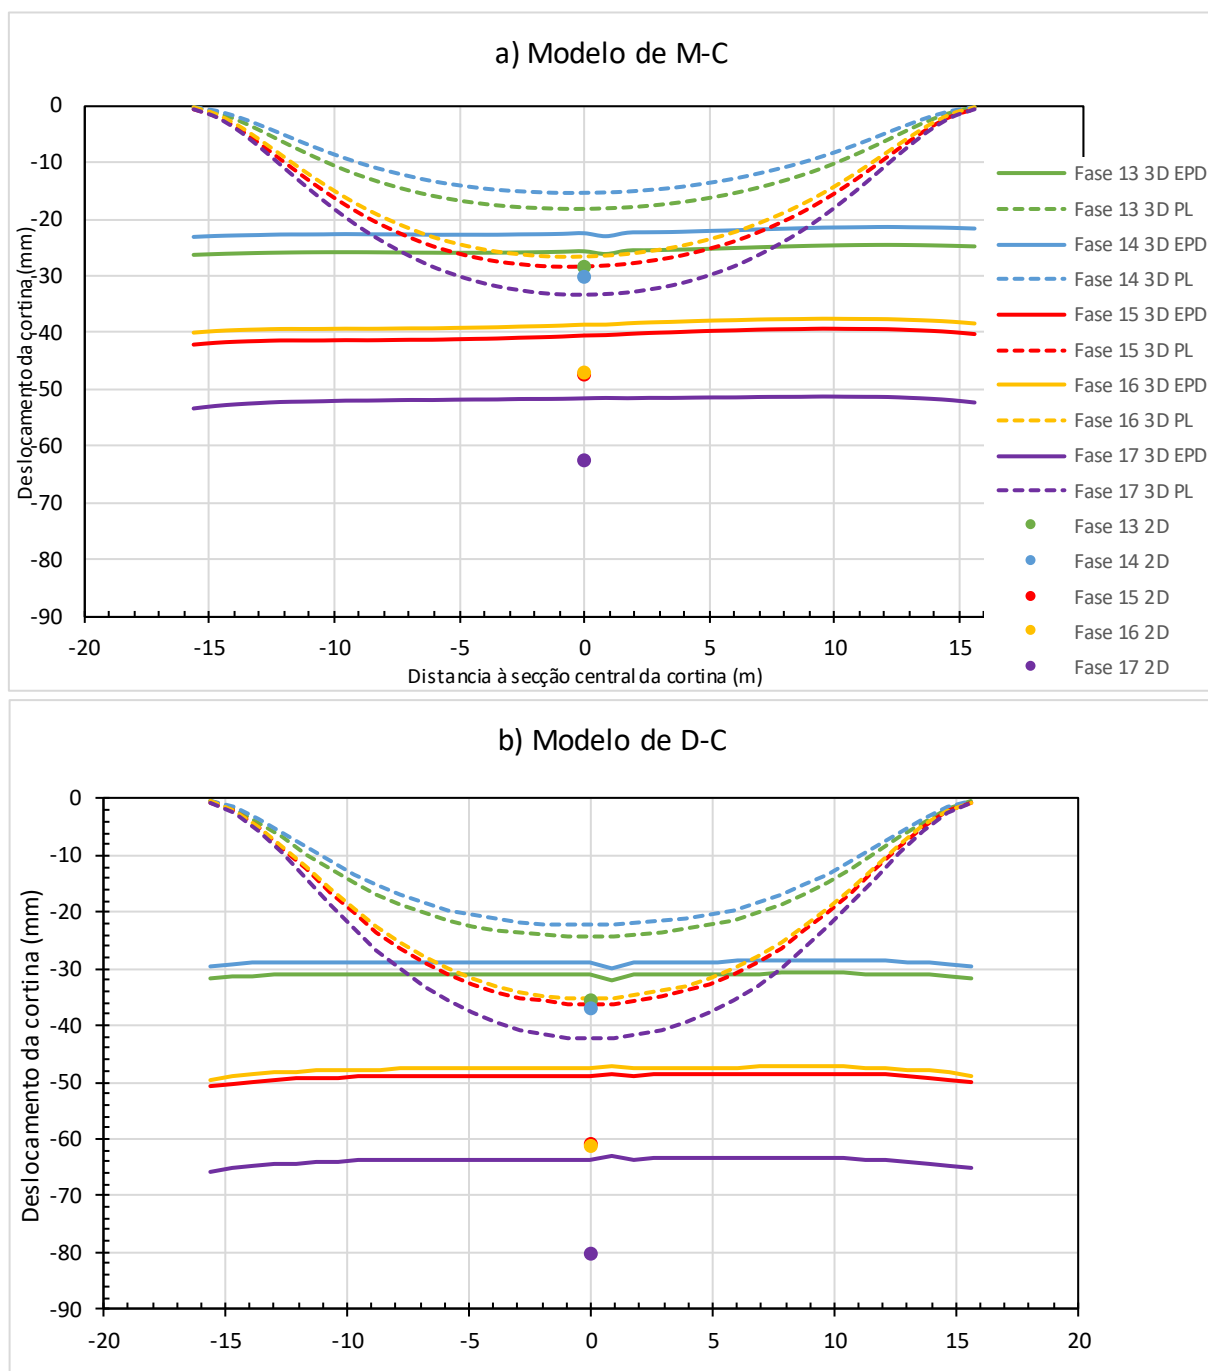 a) Modelo de M-C
Deslocamento da cortina (mm)
0
-10
-20
-30
-40
-50
-60
-70
-80
-90
-20
-15
-10
-5
0
5
10
15
Distancia à secção central da cortina (m)
Fase 13 3D EPD
Fase 13 3D PL
Fase 14 3D EPD
Fase 14 3D PL
Fase 15 3D EPD
Fase 15 3D PL
Fase 16 3D EPD
Fase 16 3D PL
Fase 17 3D EPD
Fase 17 3D PL
Fase 13 2D
Fase 14 2D
Fase 15 2D
Fase 16 2D
Fase 17 2D
b) Modelo de D-C
Deslocamento da cortina (mm)
0
-10
-20
-30
-40
-50
-60
-70
-80
-90
-20
-15
-10
-5
0
5
10
15
20